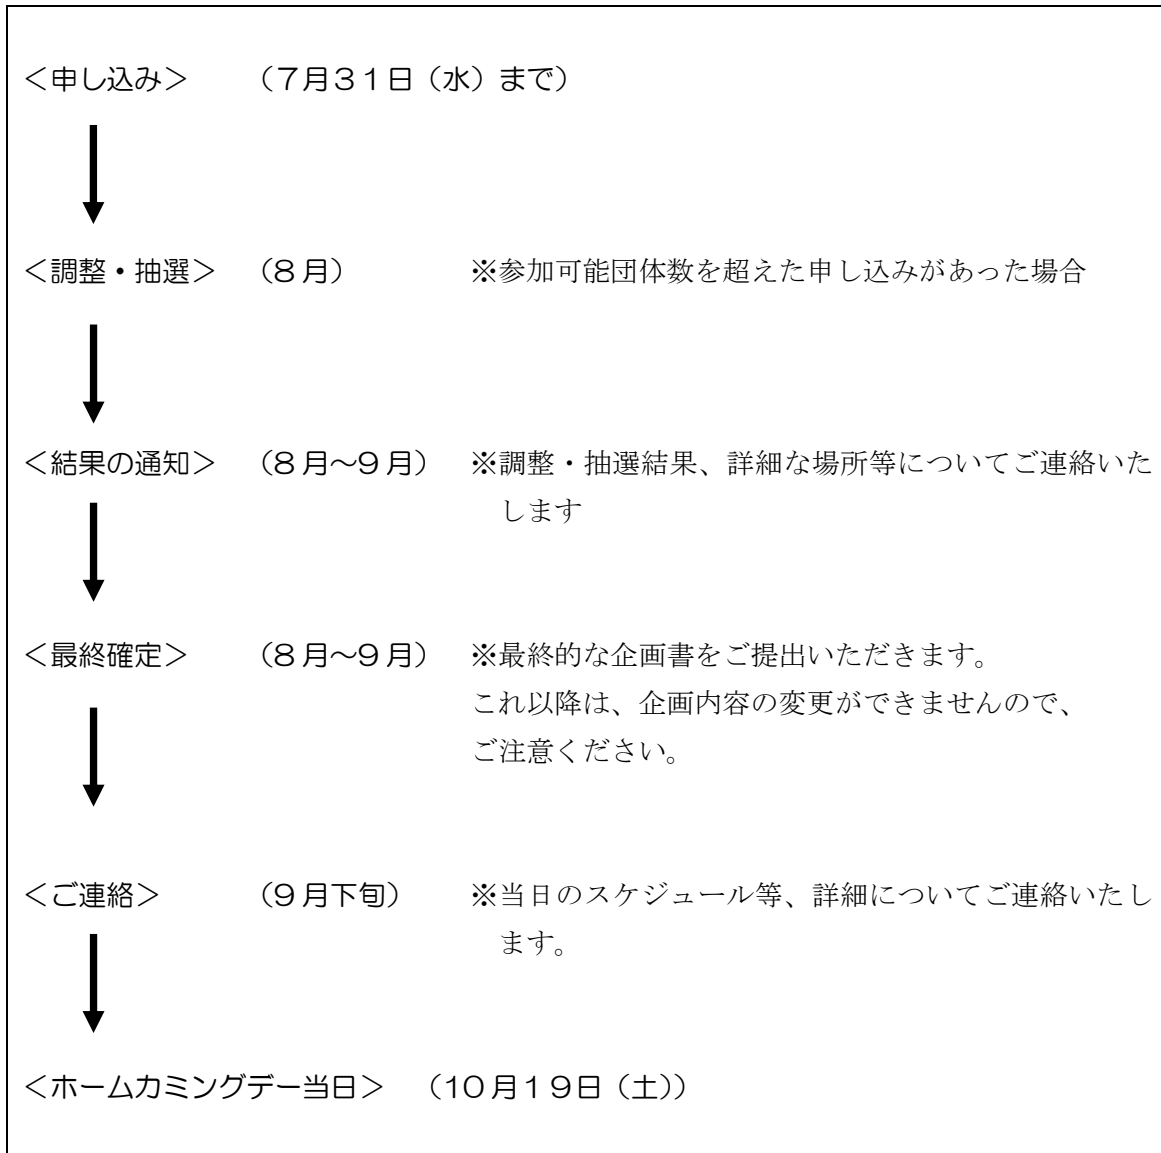 ＜申し込み＞　　（７月３１日（水）まで）
＜調整・抽選＞　（８月）　　　　※参加可能団体数を超えた申し込みがあった場合
＜結果の通知＞　（８月～９月）　※調整・抽選結果、詳細な場所等についてご連絡いた
します
＜最終確定＞　　（８月～９月）　※最終的な企画書をご提出いただきます。
これ以降は、企画内容の変更ができませんので、
ご注意ください。
＜ご連絡＞　　　（９月下旬）　　※当日のスケジュール等、詳細についてご連絡いたし
ます。
＜ホームカミングデー当日＞　（10月１９日（土））